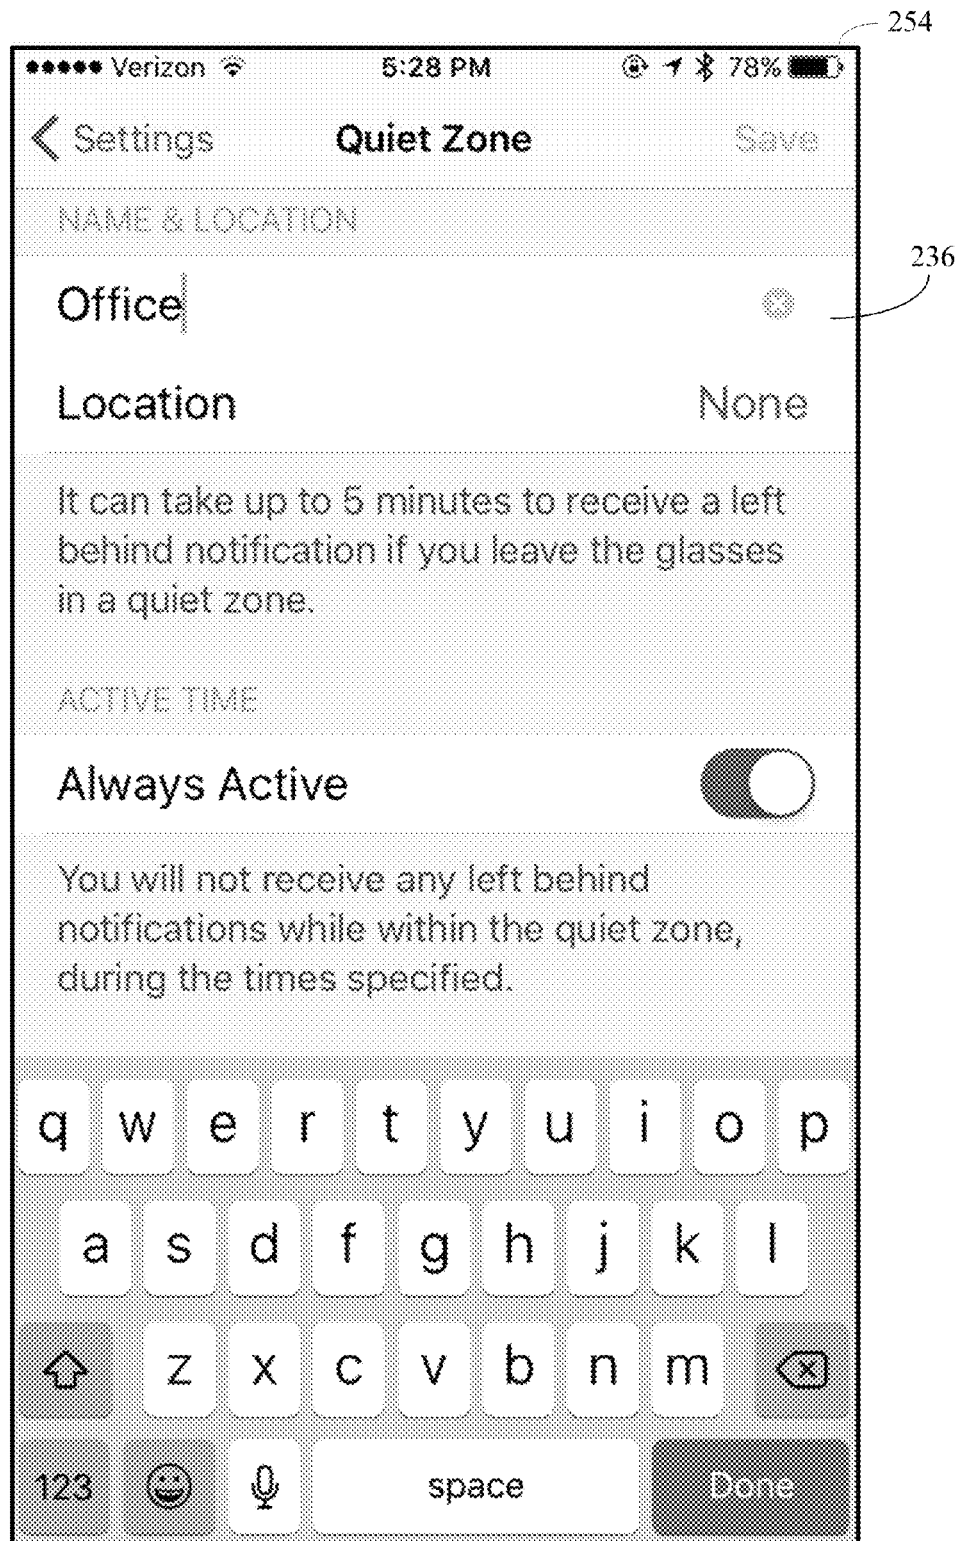 254
Verizon 5:28 PM 78%
Settings Quiet Zone Save
NAME & LOCATION
236
Office
Location None
It can take up to 5 minutes to receive a left
behind notification if you leave the glasses
in a quiet zone.
ACTIVE TIME
Always Active
You will not receive any left behind
notifications while within the quiet zone,
during the times specified.
q w e r t y u i o p
a s d f g h j k l
z x c v b n m
123 space Done